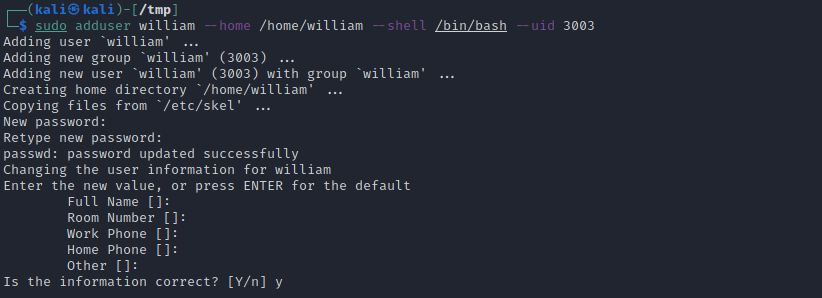 ┌──(kali㉿kali)-[/tmp]
└─$ sudo adduser william --home /home/william --shell /bin/bash --uid 3003
Adding user `william' ...
Adding new group `william' (3003) ...
Adding new user `william' (3003) with group `william' ...
Creating home directory `/home/william' ...
Copying files from `/etc/skel' ...
New password:
Retype new password:
passwd: password updated successfully
Changing the user information for william
Enter the new value, or press ENTER for the default
        Full Name []:
        Room Number []:
        Work Phone []:
        Home Phone []:
        Other []:
Is the information correct? [Y/n] y